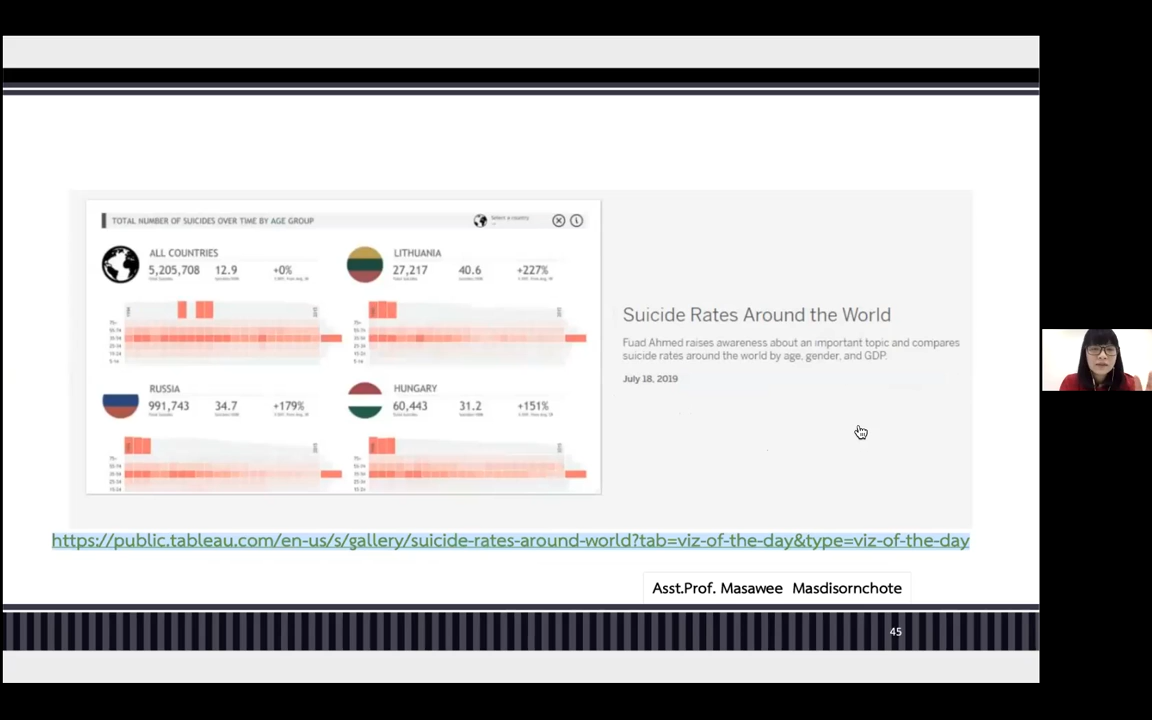 TOTAL NUMBER OF SUICIDES OVER TIME BY AGE GROUP
Select a country
ALL COUNTRIES
5,205,708 12.9 +0%
LITHUANIA
27,217 40.6 +227%
RUSSIA
991,743 34.7 +179%
HUNGARY
60,443 31.2 +151%
Suicide Rates Around the World
Fuad Ahmed raises awareness about an important topic and compares
suicide rates around the world by age, gender, and GDP.
July 18, 2019
https://public.tableau.com/en-us/s/gallery/suicide-rates-around-world?tab=viz-of-the-day&type=viz-of-the-day
Asst.Prof. Masawee Masdisornchote
45